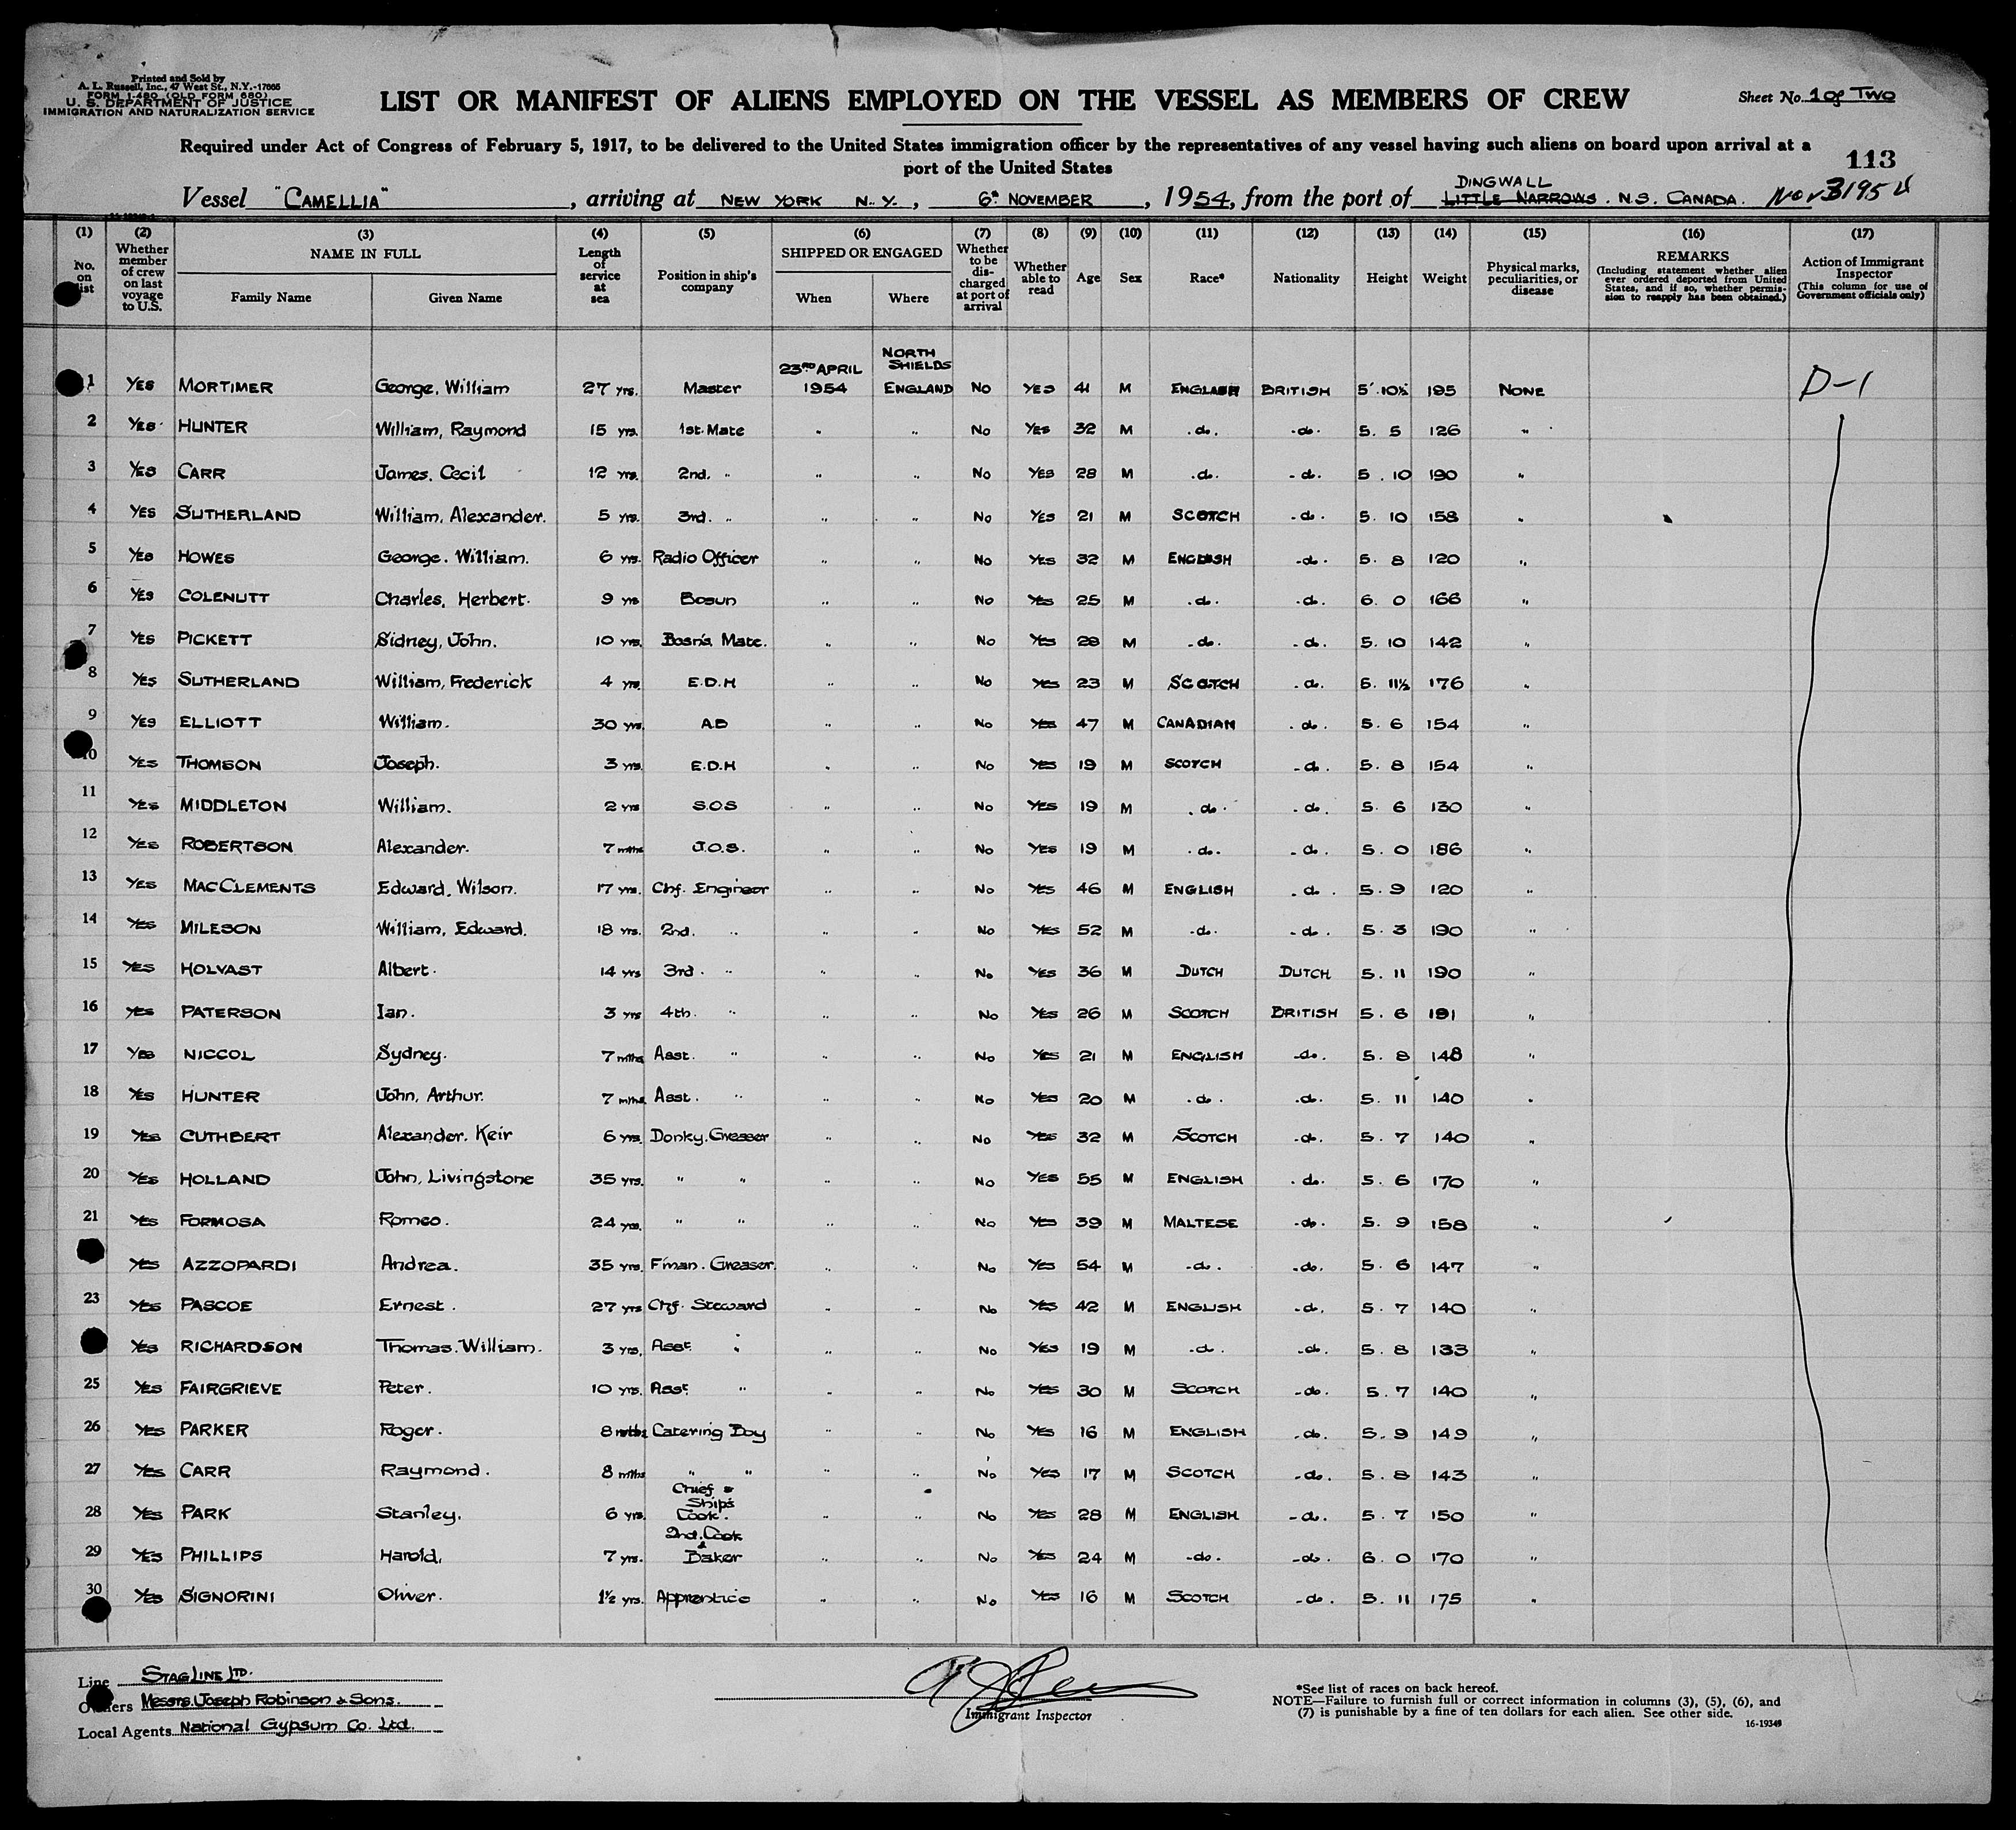 Printed and Sold by
A. L. Russell, Inc., 47 West St., N.Y.-17665
FORM I-480 (OLD FORM 680)
U. S. DEPARTMENT OF JUSTICE
IMMIGRATION AND NATURALIZATION SERVICE
LIST OR MANIFEST OF ALIENS EMPLOYED ON THE VESSEL AS MEMBERS OF CREW
Sheet No. 1 of Two
Required under Act of Congress of February 5, 1917, to be delivered to the United States immigration officer by the representatives of any vessel having such aliens on board upon arrival at a
port of the United States
113
DINGWALL
Vessel "CAMELLIA", arriving at NEW YORK N.Y., 6th NOVEMBER, 1954, from the port of LITTLE NARROWS. N.S. CANADA. Nov 3 1954
(1) (2) (3) (4) (5) (6) (7) (8) (9) (10) (11) (12) (13) (14) (15) (16) (17)
No. on list
Whether member of crew on last voyage to U.S.
NAME IN FULL
Family Name Given Name
Length of service at sea
Position in ship's company
SHIPPED OR ENGAGED
When Where
Whether to be discharged at port of arrival
Whether able to read
Age Sex Race* Nationality Height Weight
Physical marks, peculiarities, or disease
REMARKS
(Including statement whether alien ever ordered deported from United States, and if so, whether permission to reapply has been obtained.)
Action of Immigrant Inspector
(This column for use of Government officials only)
1 YES MORTIMER George, William 27 yrs. Master 23RD APRIL 1954 NORTH SHIELDS ENGLAND NO YES 41 M ENGLISH BRITISH 5'.10½ 195 NONE D-1
2 YES HUNTER William, Raymond 15 yrs. 1st. Mate " " No YES 32 M .do. -do- 5. 5 126 "
3 YES CARR James, Cecil 12 yrs. 2nd. " " " No YES 28 M .do. -do. 5. 10 190 "
4 YES SUTHERLAND William, Alexander. 5 yrs. 3rd. " " " No YES 21 M SCOTCH -do. 5. 10 158 "
5 YES HOWES George. William. 6 yrs. Radio Officer " " No YES 32 M ENGLISH -do. 5. 8 120 "
6 YES COLENUTT Charles, Herbert. 9 yrs Bosun " " No YES 25 M .do. -do. 6. 0 166 "
7 YES PICKETT Sidney, John. 10 yrs. Bosn's Mate. " " No YES 28 M .do. -do. 5. 10 142 "
8 YES SUTHERLAND William, Frederick 4 yrs. E.D.H " " No YES 23 M SCOTCH .do. 5. 11½ 176 "
9 YES ELLIOTT William. 30 yrs. AB " " No YES 47 M CANADIAN .do. 5. 6 154 "
10 YES THOMSON Joseph. 3 yrs. E.D.H " " No YES 19 M SCOTCH -do. 5. 8 154 "
11 YES MIDDLETON William. 2 yrs S.O.S " " No YES 19 M .do. -do. 5. 6 130 "
12 YES ROBERTSON Alexander. 7 mths J.O.S. " " No YES 19 M .do. -do. 5. 0 186 "
13 YES MACCLEMENTS Edward, Wilson. 17 yrs. Chf. Engineer " " No YES 46 M ENGLISH .do. 5. 9 120 "
14 YES MILESON William, Edward. 18 yrs. 2nd. " " " No YES 52 M -do. -do. 5. 3 190 "
15 YES HOLVAST Albert. 14 yrs 3rd. " " " No YES 36 M DUTCH DUTCH 5. 11 190 "
16 YES PATERSON Ian. 3 yrs 4th. " " " No YES 26 M SCOTCH BRITISH 5. 6 191 "
17 YES NICCOL Sydney. 7 mths Asst. " " " No YES 21 M ENGLISH -do. 5. 8 148 "
18 YES HUNTER John, Arthur. 7 mths. Asst. " " " No YES 20 M .do. -do. 5. 11 140 "
19 YES CUTHBERT Alexander. Keir 6 yrs. Donky. Greaser " " No YES 32 M SCOTCH -do. 5. 7 140 "
20 YES HOLLAND John, Livingstone 35 yrs. " " " " No YES 55 M ENGLISH .do. 5. 6 170 "
21 YES FORMOSA Romeo. 24 yrs. " " " " No YES 39 M MALTESE -do. 5. 9 158 "
YES AZZOPARDI Andrea. 35 yrs. F'man. Greaser. " " No YES 54 M -do. -do. 5. 6 147 "
23 YES PASCOE Ernest. 27 yrs Chf. Steward " " No YES 42 M ENGLISH -do. 5. 7 140 "
YES RICHARDSON Thomas. William. 3 yrs. Asst. " " " No YES 19 M -do. -do. 5. 8 133 "
25 YES FAIRGRIEVE Peter. 10 yrs. Asst. " " " No YES 30 M SCOTCH -do. 5. 7 140 "
26 YES PARKER Roger. 8 mths Catering Boy " " No YES 16 M ENGLISH -do. 5. 9 149 "
27 YES CARR Raymond. 8 mths " " " " No YES 17 M SCOTCH -do. 5. 8 143 "
28 YES PARK Stanley. 6 yrs. Chief & Ship's Cook. " " No YES 28 M ENGLISH -do. 5. 7 150 "
29 YES PHILLIPS Harold. 7 yrs. 2nd. Cook & Baker " " No YES 24 M -do. -do. 6. 0 170 "
30 YES SIGNORINI Oliver. 1½ yrs. Apprentice " " No YES 16 M SCOTCH -do. 5. 11 175 "
Line STAG LINE LTD.
Owners Messrs. Joseph Robinson & Sons.
Local Agents National Gypsum Co. Ltd.
Immigrant Inspector
*See list of races on back hereof.
NOTE—Failure to furnish full or correct information in columns (3), (5), (6), and
(7) is punishable by a fine of ten dollars for each alien. See other side.
16-19349